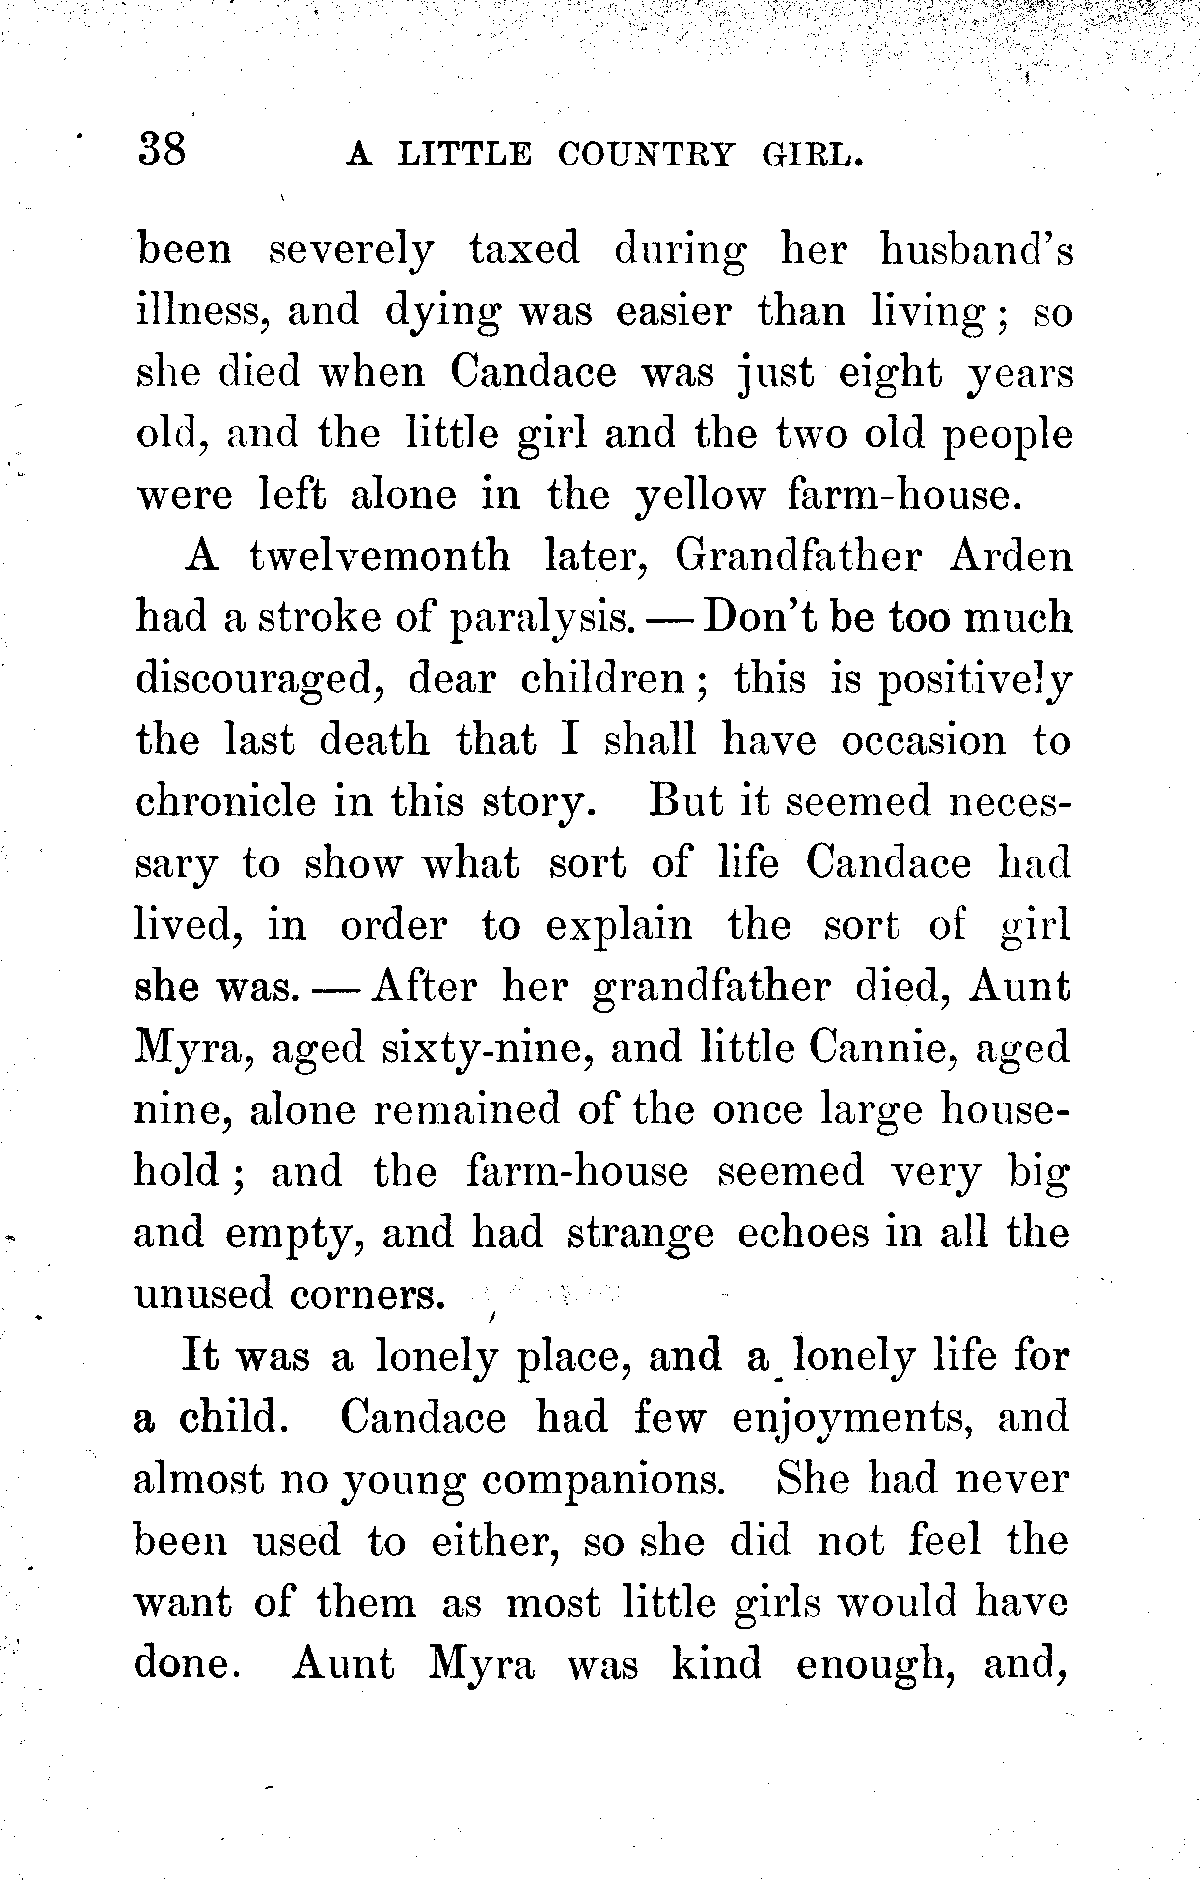 38 A LITTLE COUNTRY GIRL.
been severely taxed during her husband's
illness, and dying was easier than living; so
she died when Candace was just eight years
old, and the little girl and the two old people
were left alone in the yellow farm-house.
A twelvemonth later, Grandfather Arden
had a stroke of paralysis. — Don't be too much
discouraged, dear children; this is positively
the last death that I shall have occasion to
chronicle in this story. But it seemed neces-
sary to show what sort of life Candace had
lived, in order to explain the sort of girl
she was. — After her grandfather died, Aunt
Myra, aged sixty-nine, and little Cannie, aged
nine, alone remained of the once large house-
hold; and the farm-house seemed very big
and empty, and had strange echoes in all the
unused corners.
It was a lonely place, and a lonely life for
a child. Candace had few enjoyments, and
almost no young companions. She had never
been used to either, so she did not feel the
want of them as most little girls would have
done. Aunt Myra was kind enough, and,